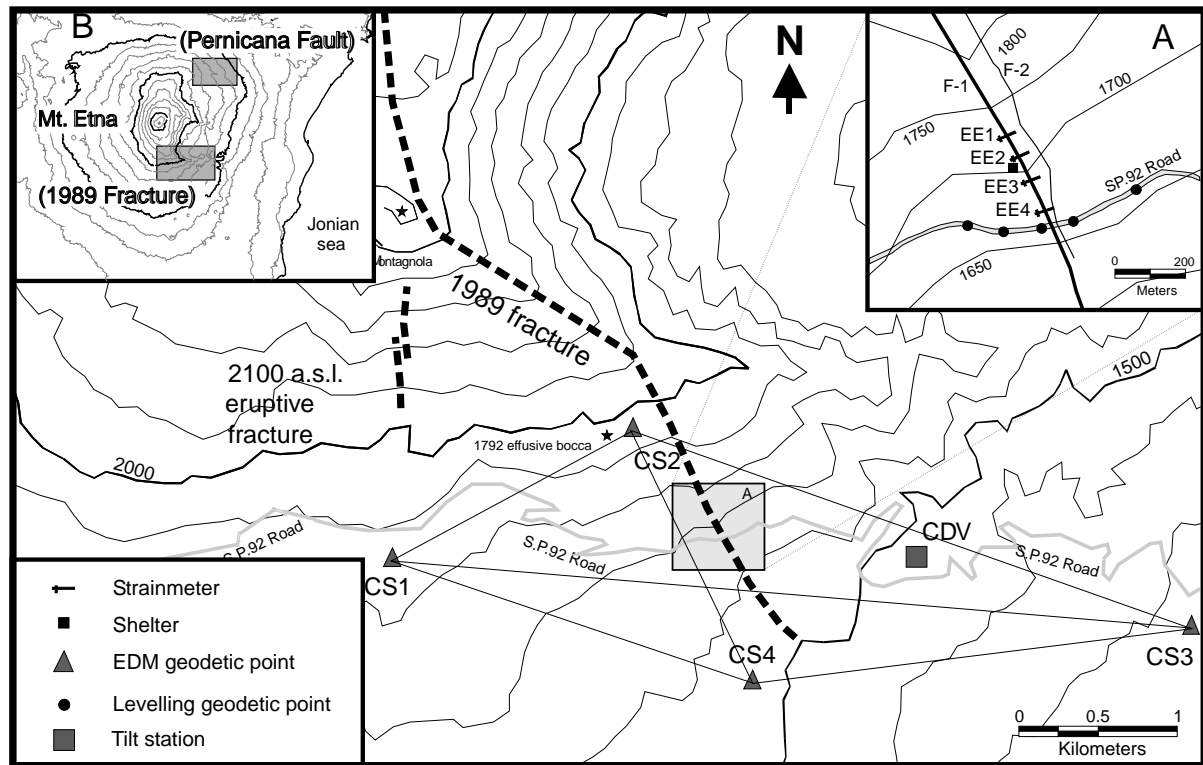 B
(Pernicana Fault)
Mt. Etna
(1989 Fracture)
Jonian
sea
N
A
1800
F-2
F-1
1700
1750
EE1
EE2
EE3
EE4
SP.92 Road
1650
0 200
Meters
Montagnola
1989 fracture
2100 a.s.l.
eruptive
fracture
1500
2000
1792 effusive bocca
CS2
A
CDV
S.P.92 Road
S.P.92 Road
S.P.92 Road
CS1
CS3
CS4
Strainmeter
Shelter
EDM geodetic point
Levelling geodetic point
Tilt station
0 0.5 1
Kilometers